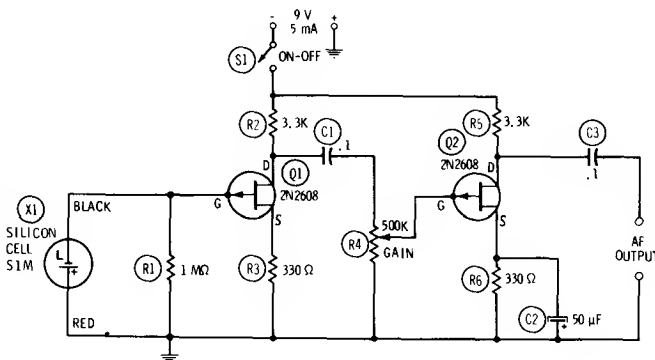 - 9 V +
5 mA
S1 ON-OFF
R2 3.3K
C1 .1
R5 3.3K
Q2
2N2608
C3 .1
D
Q1
2N2608
G
S
D
G
S
X1
SILICON
CELL
S1M
BLACK
L
+
RED
R1 1 MΩ
R3 330 Ω
500K
R4
GAIN
R6 330 Ω
C2 50 µF
+
AF
OUTPUT